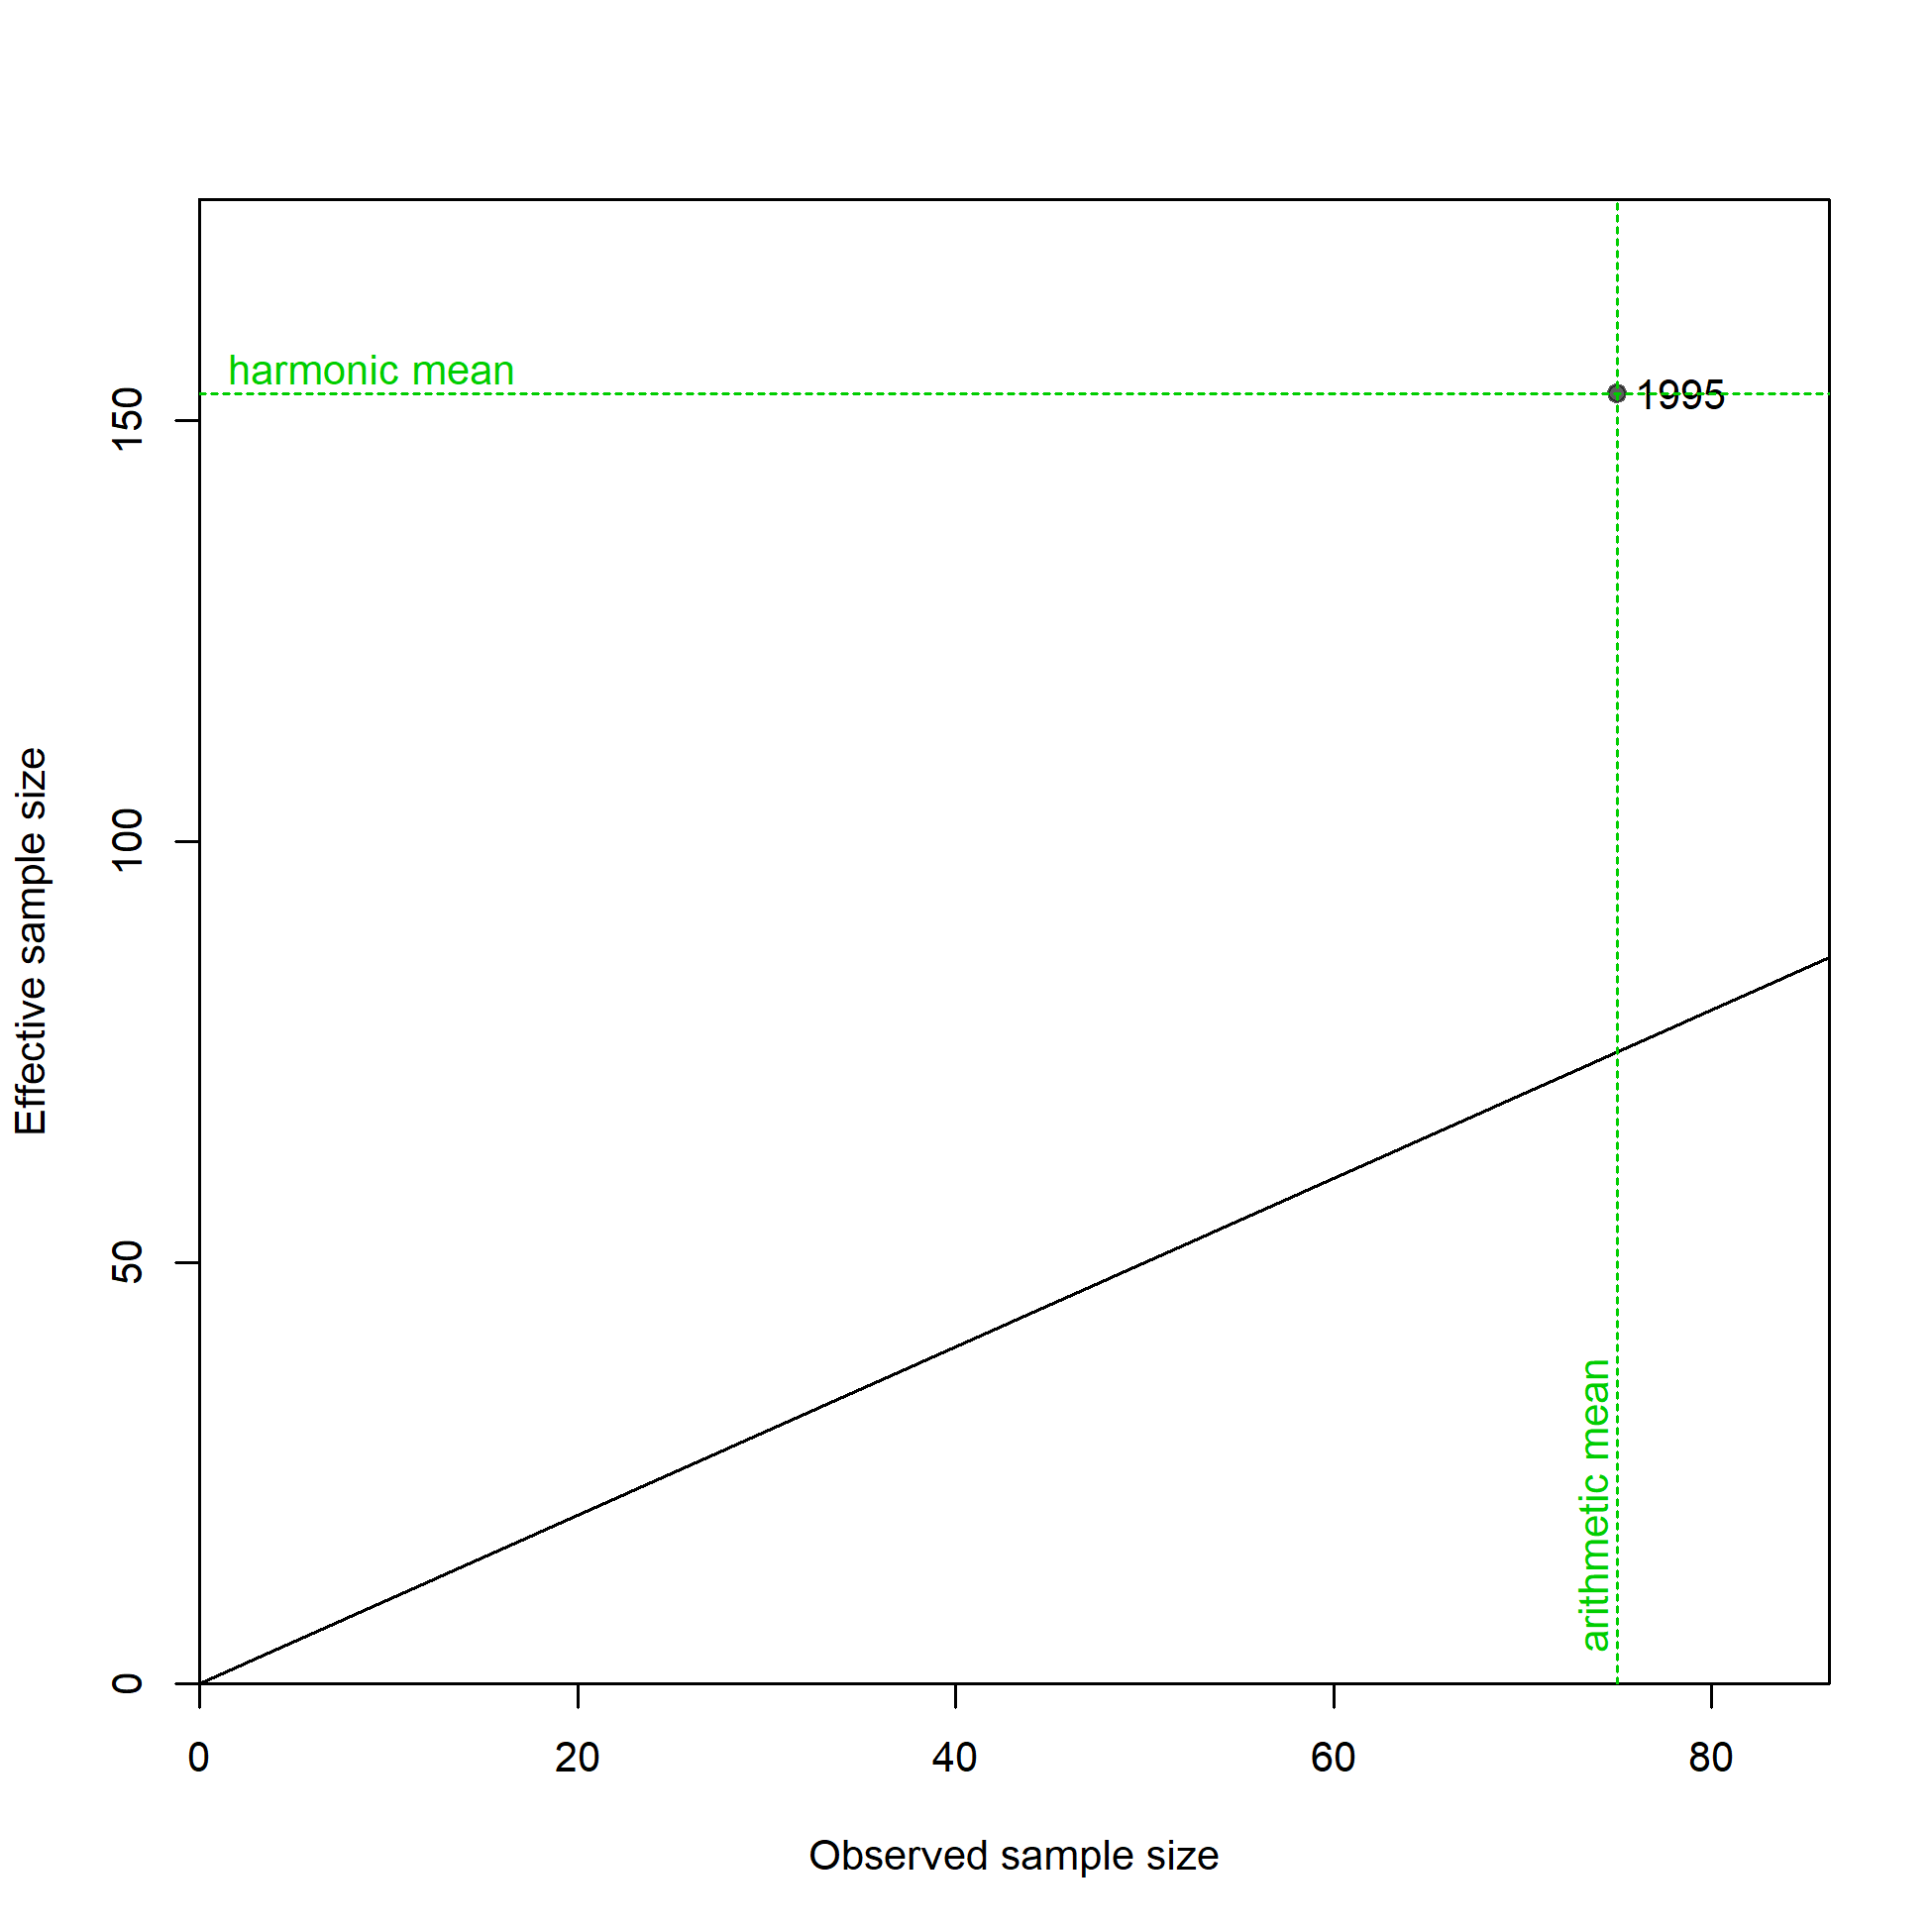 harmonic mean
1995
150
100
50
0
Effective sample size
arithmetic mean
0 20 40 60 80
Observed sample size